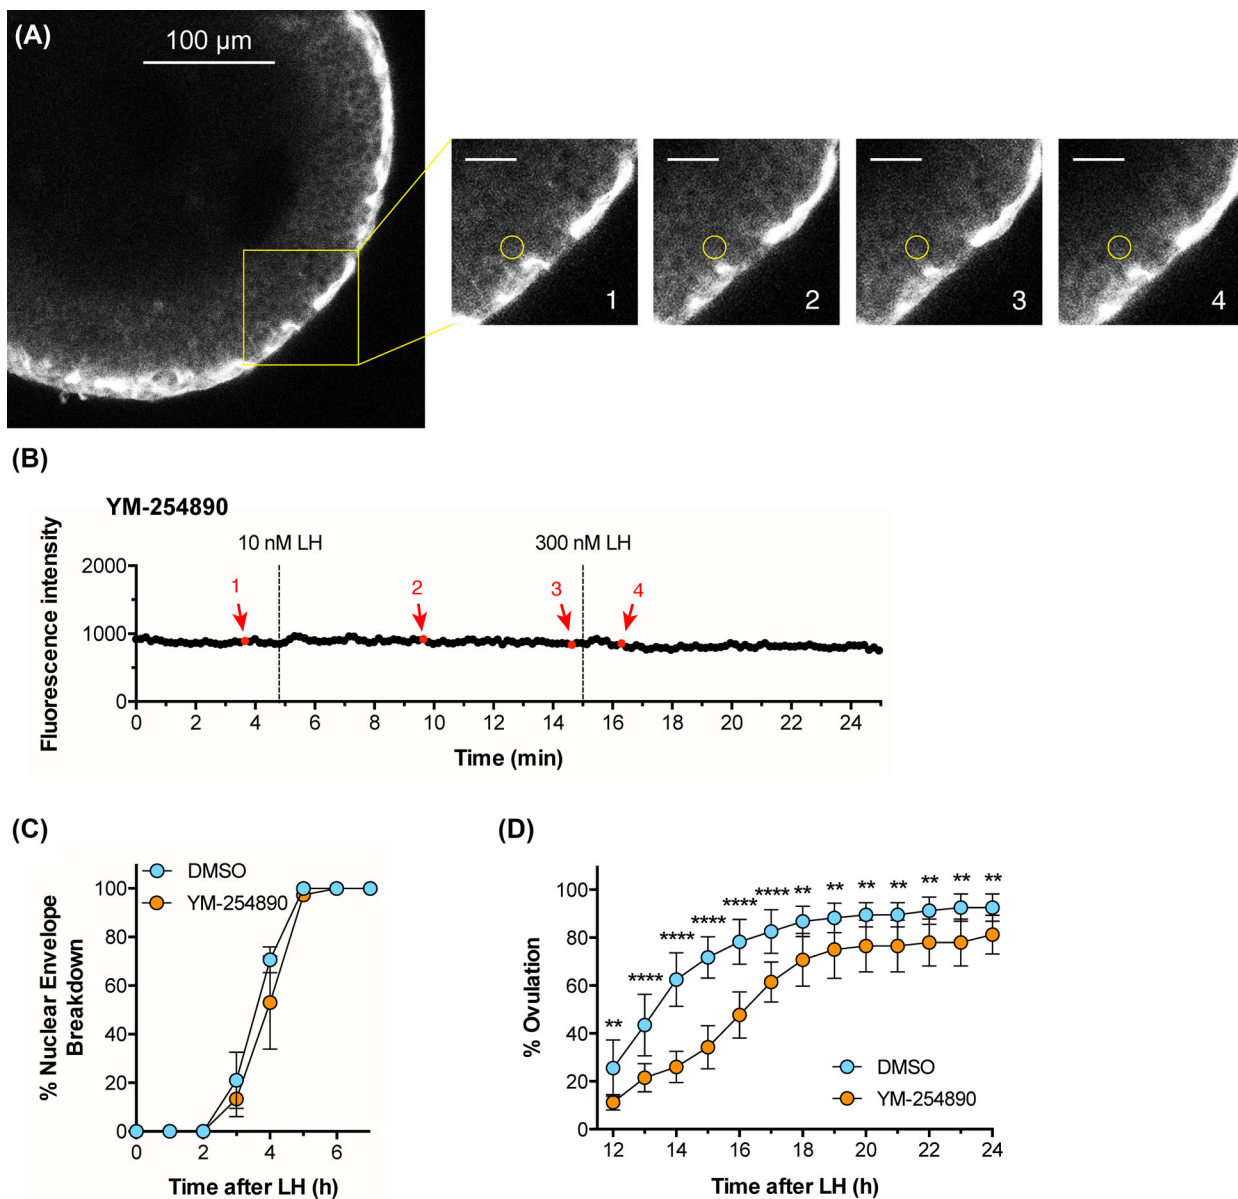 (A)
100 μm
1
2
3
4
(B)
YM-254890
Fluorescence intensity
10 nM LH
300 nM LH
1
2
3
4
2000
1000
0
0 2 4 6 8 10 12 14 16 18 20 22 24
Time (min)
(C)
DMSO
YM-254890
% Nuclear Envelope
Breakdown
100
80
60
40
20
0
0 2 4 6
Time after LH (h)
(D)
% Ovulation
100
80
60
40
20
0
** **** **** **** **** **** ** ** ** ** ** ** **
DMSO
YM-254890
12 14 16 18 20 22 24
Time after LH (h)